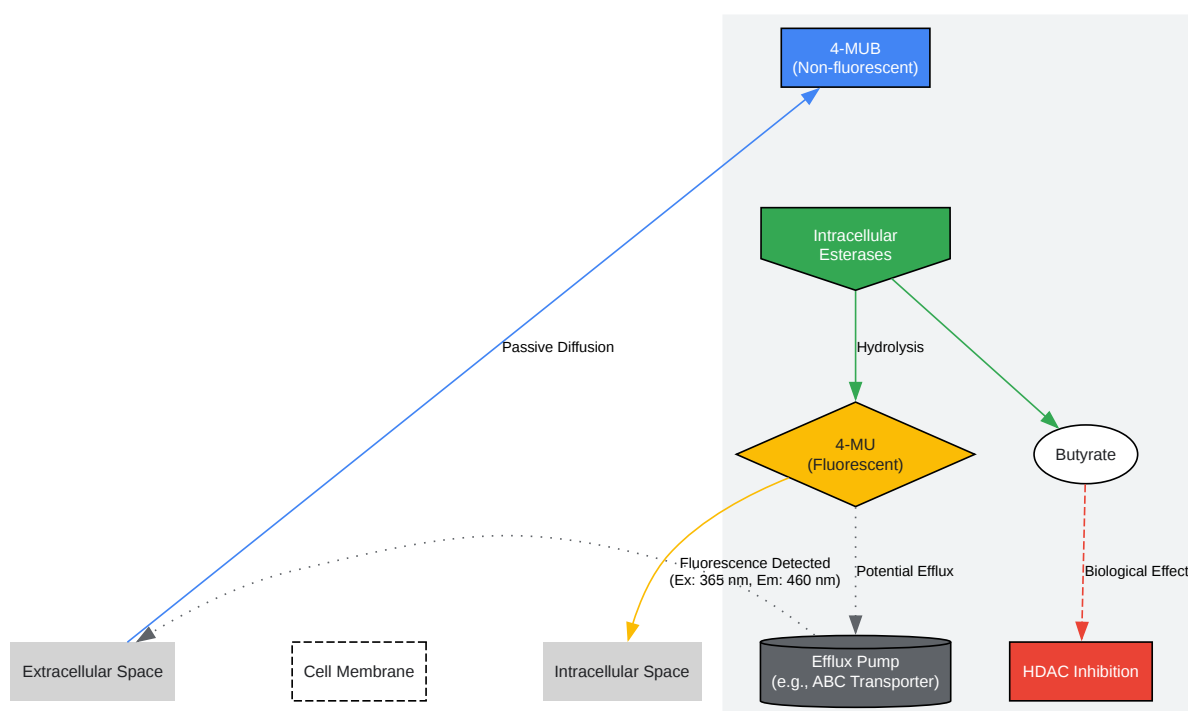 4-MUB
(Non-fluorescent)
Intracellular
Esterases
Passive Diffusion
Hydrolysis
4-MU
(Fluorescent)
Butyrate
Fluorescence Detected
(Ex: 365 nm, Em: 460 nm)
Potential Efflux
Biological Effect
Extracellular Space
Cell Membrane
Intracellular Space
Efflux Pump
(e.g., ABC Transporter)
HDAC Inhibition